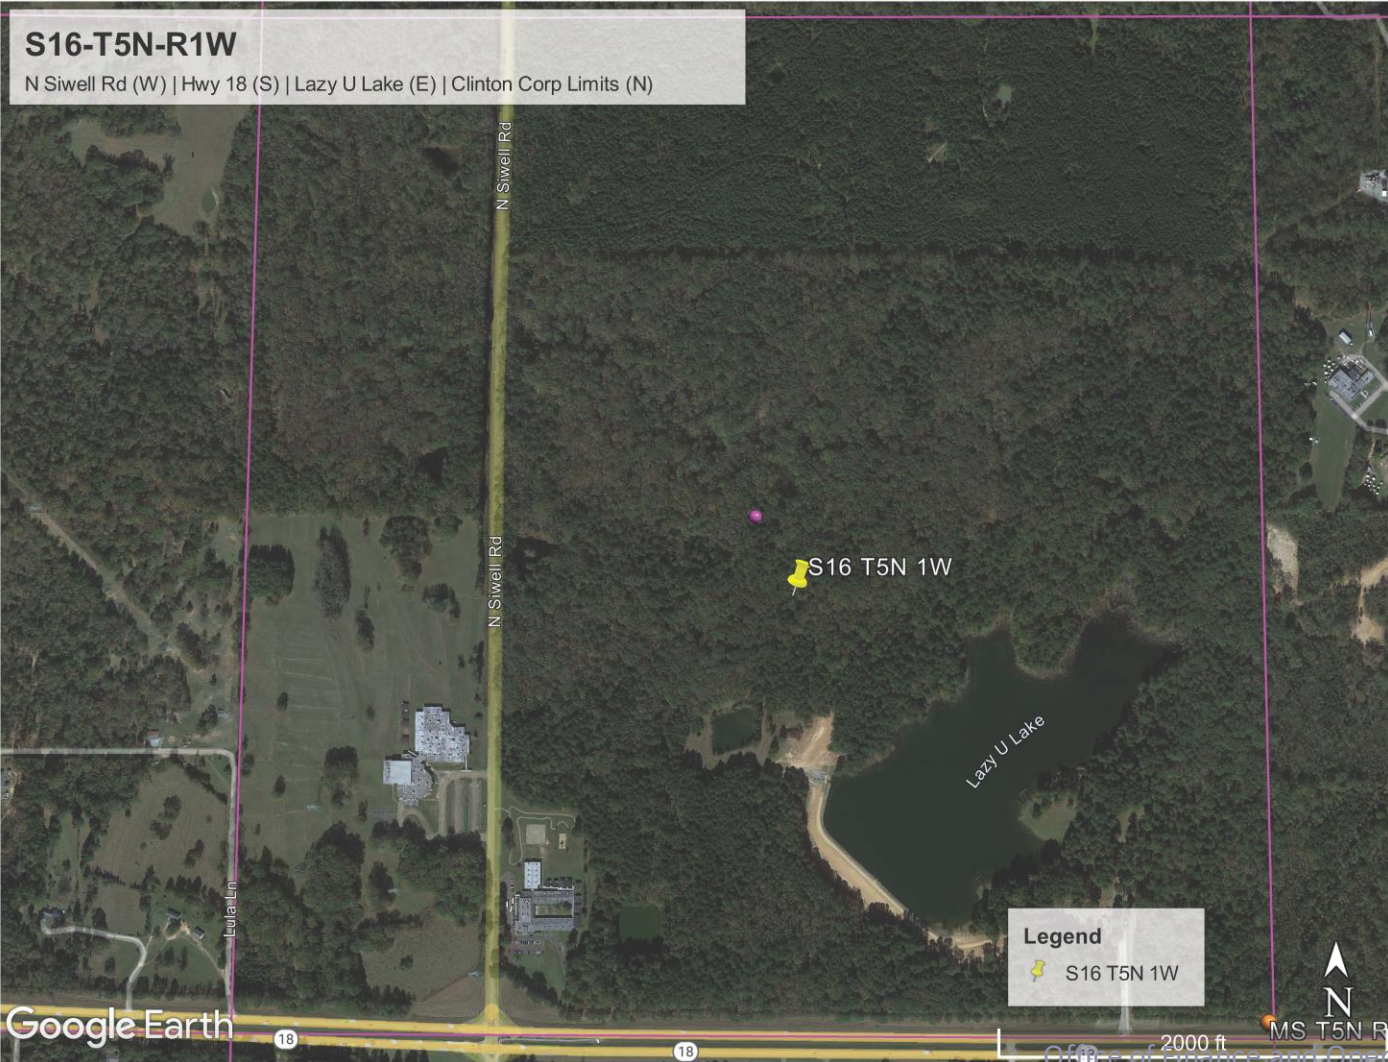 S16-T5N-R1W
N Siwell Rd (W) | Hwy 18 (S) | Lazy U Lake (E) | Clinton Corp Limits (N)
N Siwell Rd
N Siwell Rd
S16 T5N 1W
Lazy U Lake
Lula Ln
Legend
S16 T5N 1W
N
Google Earth
18
18
MS T5N R
2000 ft